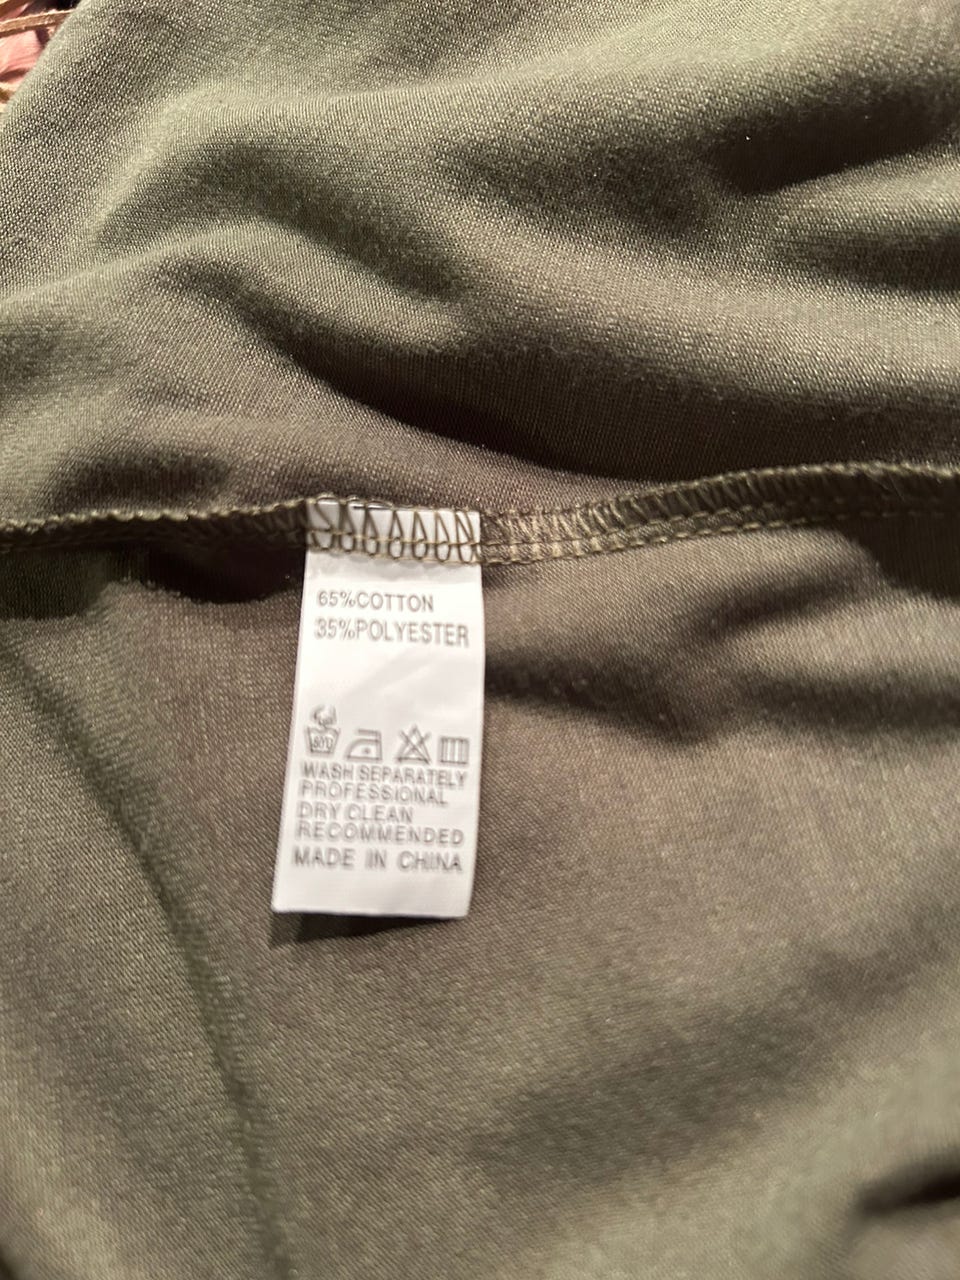 65%COTTON
35%POLYESTER
WASH SEPARATELY
PROFESSIONAL
DRY CLEAN
RECOMMENDED
MADE IN CHINA